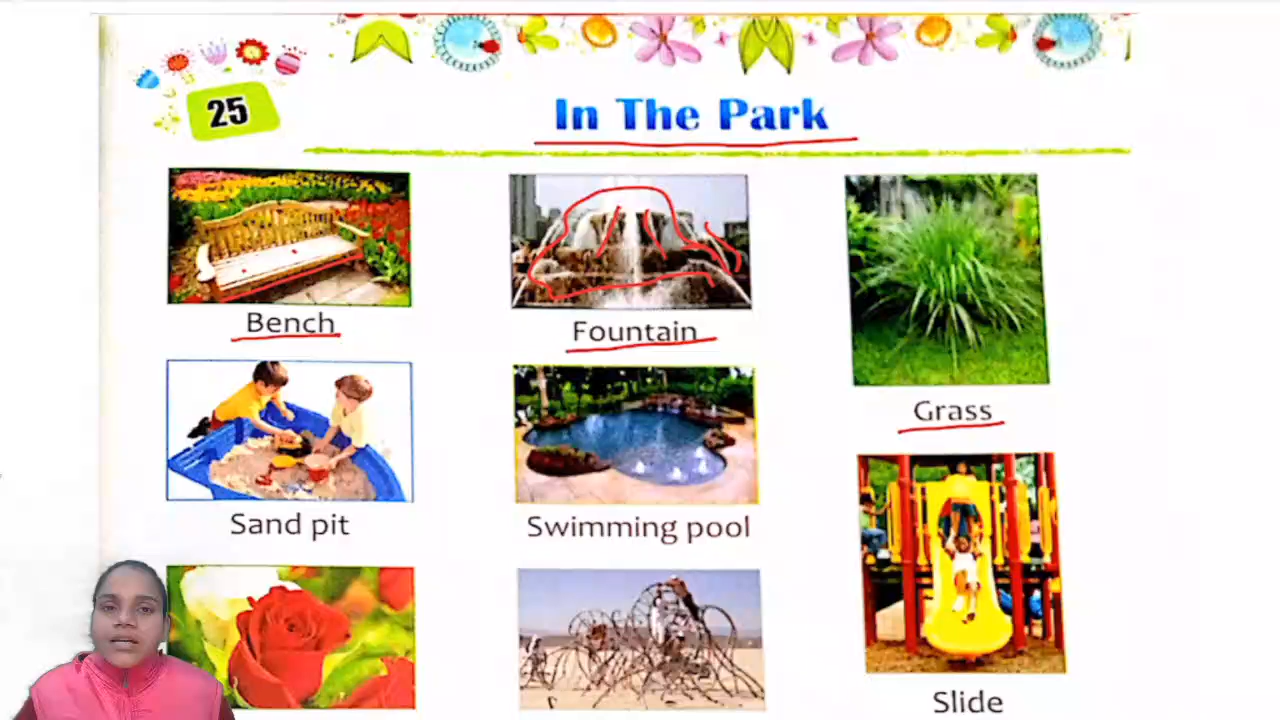 25
In The Park
Bench
Fountain
Grass
Sand pit
Swimming pool
Slide